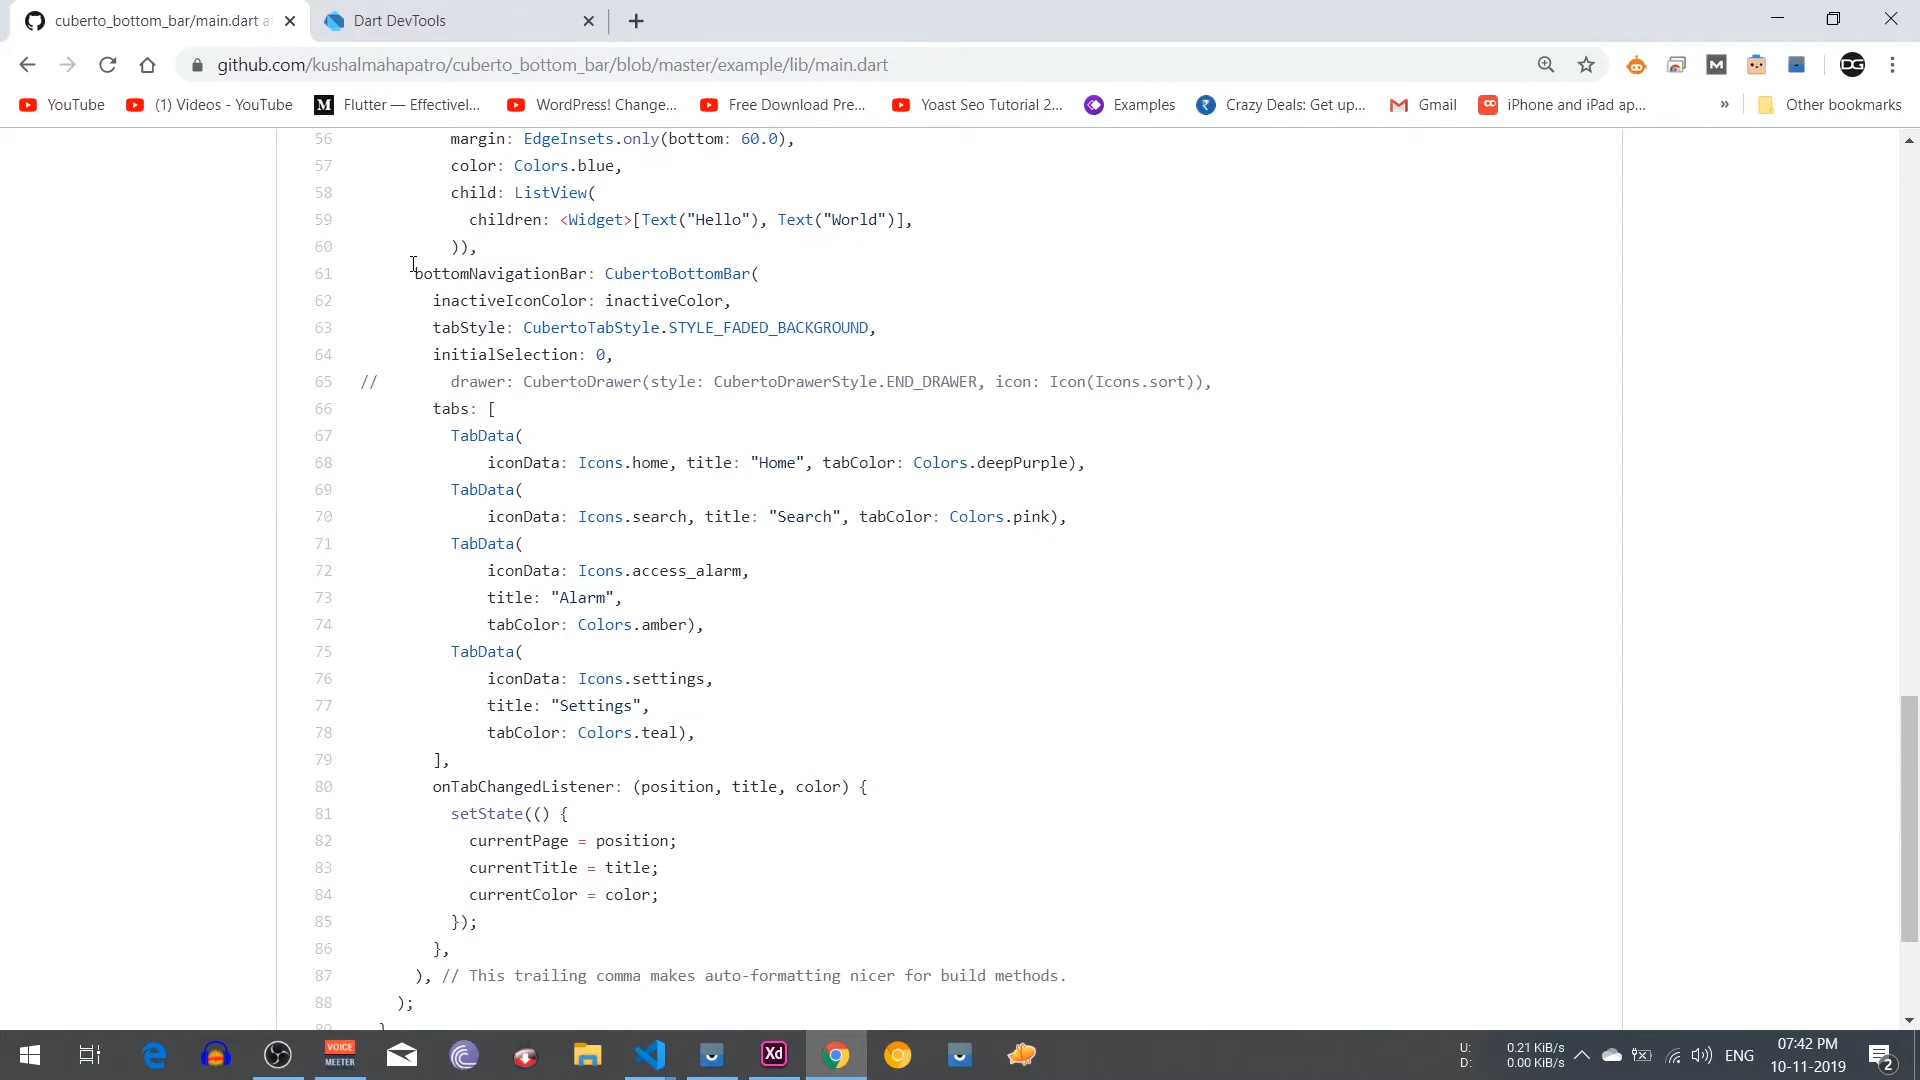 cuberto_bottom_bar/main.dart a
Dart DevTools
github.com/kushalmahapatro/cuberto_bottom_bar/blob/master/example/lib/main.dart
YouTube
(1) Videos - YouTube
Flutter — Effectivel...
WordPress! Change...
Free Download Pre...
Yoast Seo Tutorial 2...
Examples
Crazy Deals: Get up...
Gmail
iPhone and iPad ap...
»
Other bookmarks
56 margin: EdgeInsets.only(bottom: 60.0),
57 color: Colors.blue,
58 child: ListView(
59 children: <Widget>[Text("Hello"), Text("World")],
60 )),
61 bottomNavigationBar: CubertoBottomBar(
62 inactiveIconColor: inactiveColor,
63 tabStyle: CubertoTabStyle.STYLE_FADED_BACKGROUND,
64 initialSelection: 0,
65 // drawer: CubertoDrawer(style: CubertoDrawerStyle.END_DRAWER, icon: Icon(Icons.sort)),
66 tabs: [
67 TabData(
68 iconData: Icons.home, title: "Home", tabColor: Colors.deepPurple),
69 TabData(
70 iconData: Icons.search, title: "Search", tabColor: Colors.pink),
71 TabData(
72 iconData: Icons.access_alarm,
73 title: "Alarm",
74 tabColor: Colors.amber),
75 TabData(
76 iconData: Icons.settings,
77 title: "Settings",
78 tabColor: Colors.teal),
79 ],
80 onTabChangedListener: (position, title, color) {
81 setState(() {
82 currentPage = position;
83 currentTitle = title;
84 currentColor = color;
85 });
86 },
87 ), // This trailing comma makes auto-formatting nicer for build methods.
88 );
89 }
VOICE
MEETER
Xd
U: 0.21 KiB/s
D: 0.00 KiB/s
ENG
07:42 PM
10-11-2019
2